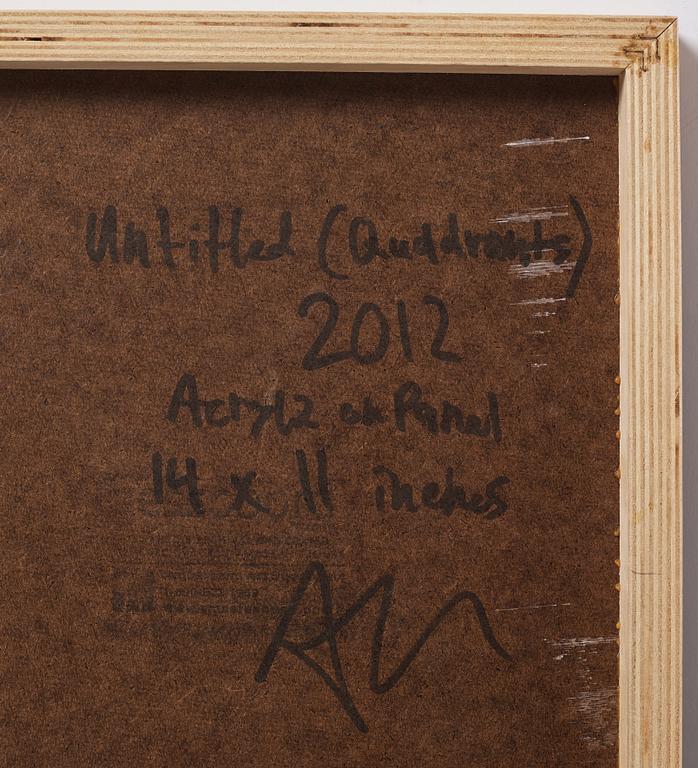 Untitled (Quadrants)
2012
Acrylic on Panel
14 x 11 inches